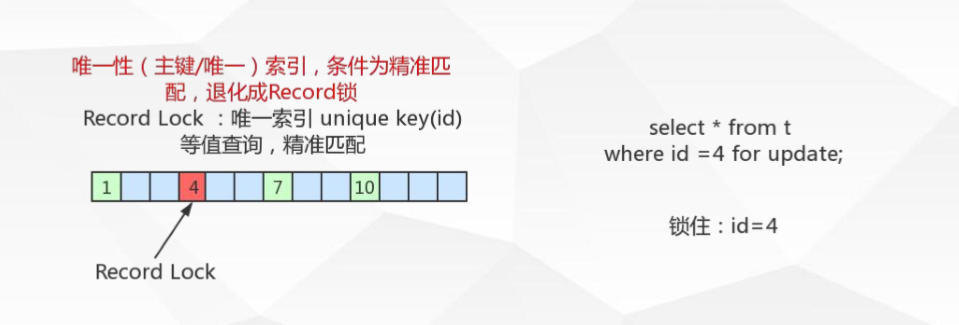 唯一性（主键/唯一）索引，条件为精准匹
配，退化成Record锁
Record Lock ：唯一索引 unique key(id)
等值查询，精准匹配
1 4 7 10
Record Lock
select * from t
where id =4 for update;
锁住：id=4